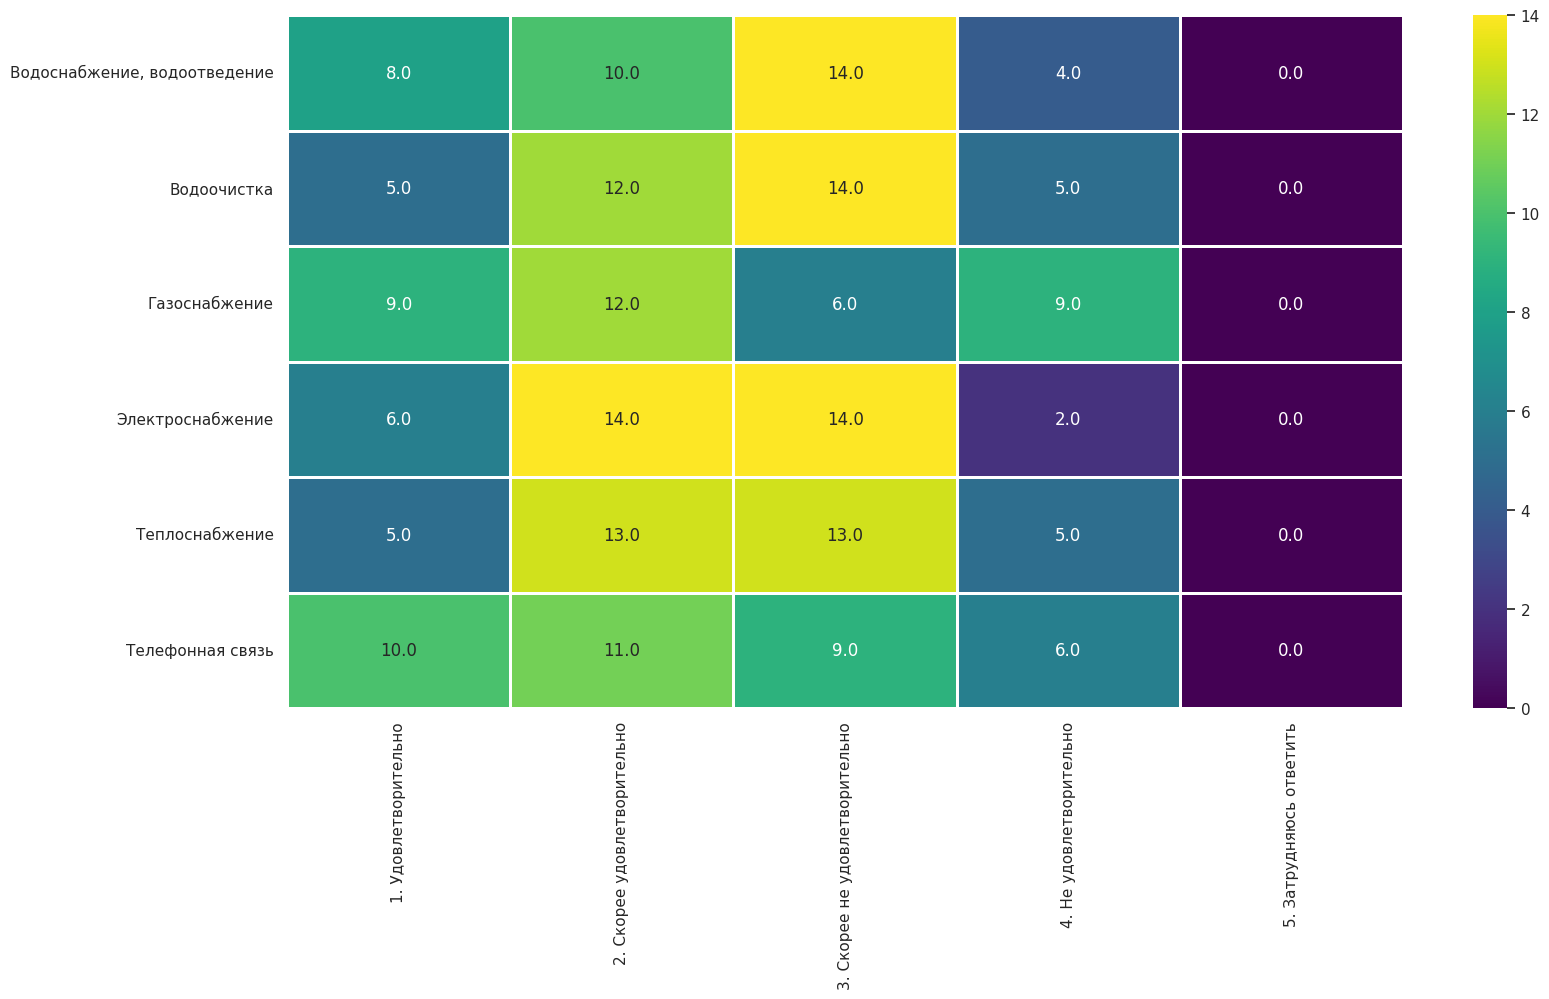 Водоснабжение, водоотведение
8.0 10.0 14.0 4.0 0.0
Водоочистка
5.0 12.0 14.0 5.0 0.0
Газоснабжение
9.0 12.0 6.0 9.0 0.0
Электроснабжение
6.0 14.0 14.0 2.0 0.0
Теплоснабжение
5.0 13.0 13.0 5.0 0.0
Телефонная связь
10.0 11.0 9.0 6.0 0.0
1. Удовлетворительно
2. Скорее удовлетворительно
3. Скорее не удовлетворительно
4. Не удовлетворительно
5. Затрудняюсь ответить
14
12
10
8
6
4
2
0